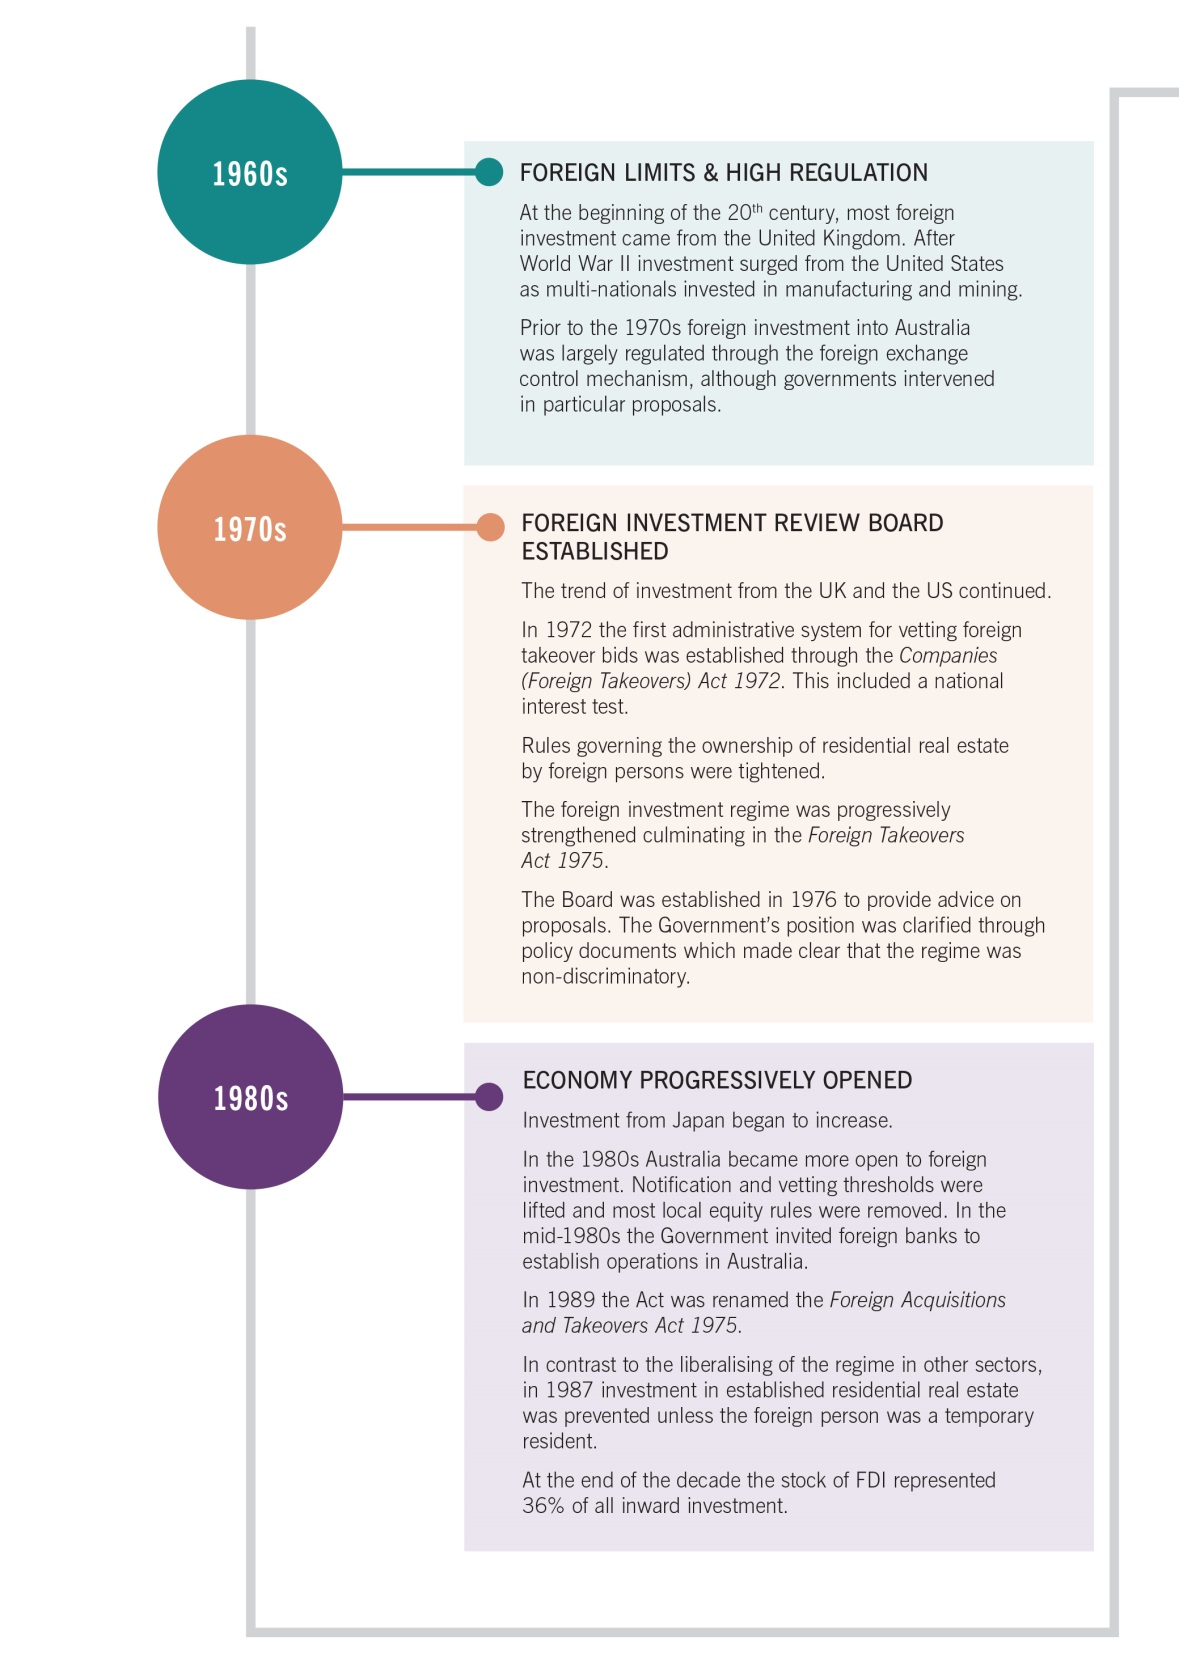 1960s
FOREIGN LIMITS & HIGH REGULATION
At the beginning of the 20th century, most foreign
investment came from the United Kingdom. After
World War II investment surged from the United States
as multi-nationals invested in manufacturing and mining.
Prior to the 1970s foreign investment into Australia
was largely regulated through the foreign exchange
control mechanism, although governments intervened
in particular proposals.
1970s
FOREIGN INVESTMENT REVIEW BOARD
ESTABLISHED
The trend of investment from the UK and the US continued.
In 1972 the first administrative system for vetting foreign
takeover bids was established through the Companies
(Foreign Takeovers) Act 1972. This included a national
interest test.
Rules governing the ownership of residential real estate
by foreign persons were tightened.
The foreign investment regime was progressively
strengthened culminating in the Foreign Takeovers
Act 1975.
The Board was established in 1976 to provide advice on
proposals. The Government's position was clarified through
policy documents which made clear that the regime was
non-discriminatory.
1980s
ECONOMY PROGRESSIVELY OPENED
Investment from Japan began to increase.
In the 1980s Australia became more open to foreign
investment. Notification and vetting thresholds were
lifted and most local equity rules were removed. In the
mid-1980s the Government invited foreign banks to
establish operations in Australia.
In 1989 the Act was renamed the Foreign Acquisitions
and Takeovers Act 1975.
In contrast to the liberalising of the regime in other sectors,
in 1987 investment in established residential real estate
was prevented unless the foreign person was a temporary
resident.
At the end of the decade the stock of FDI represented
36% of all inward investment.